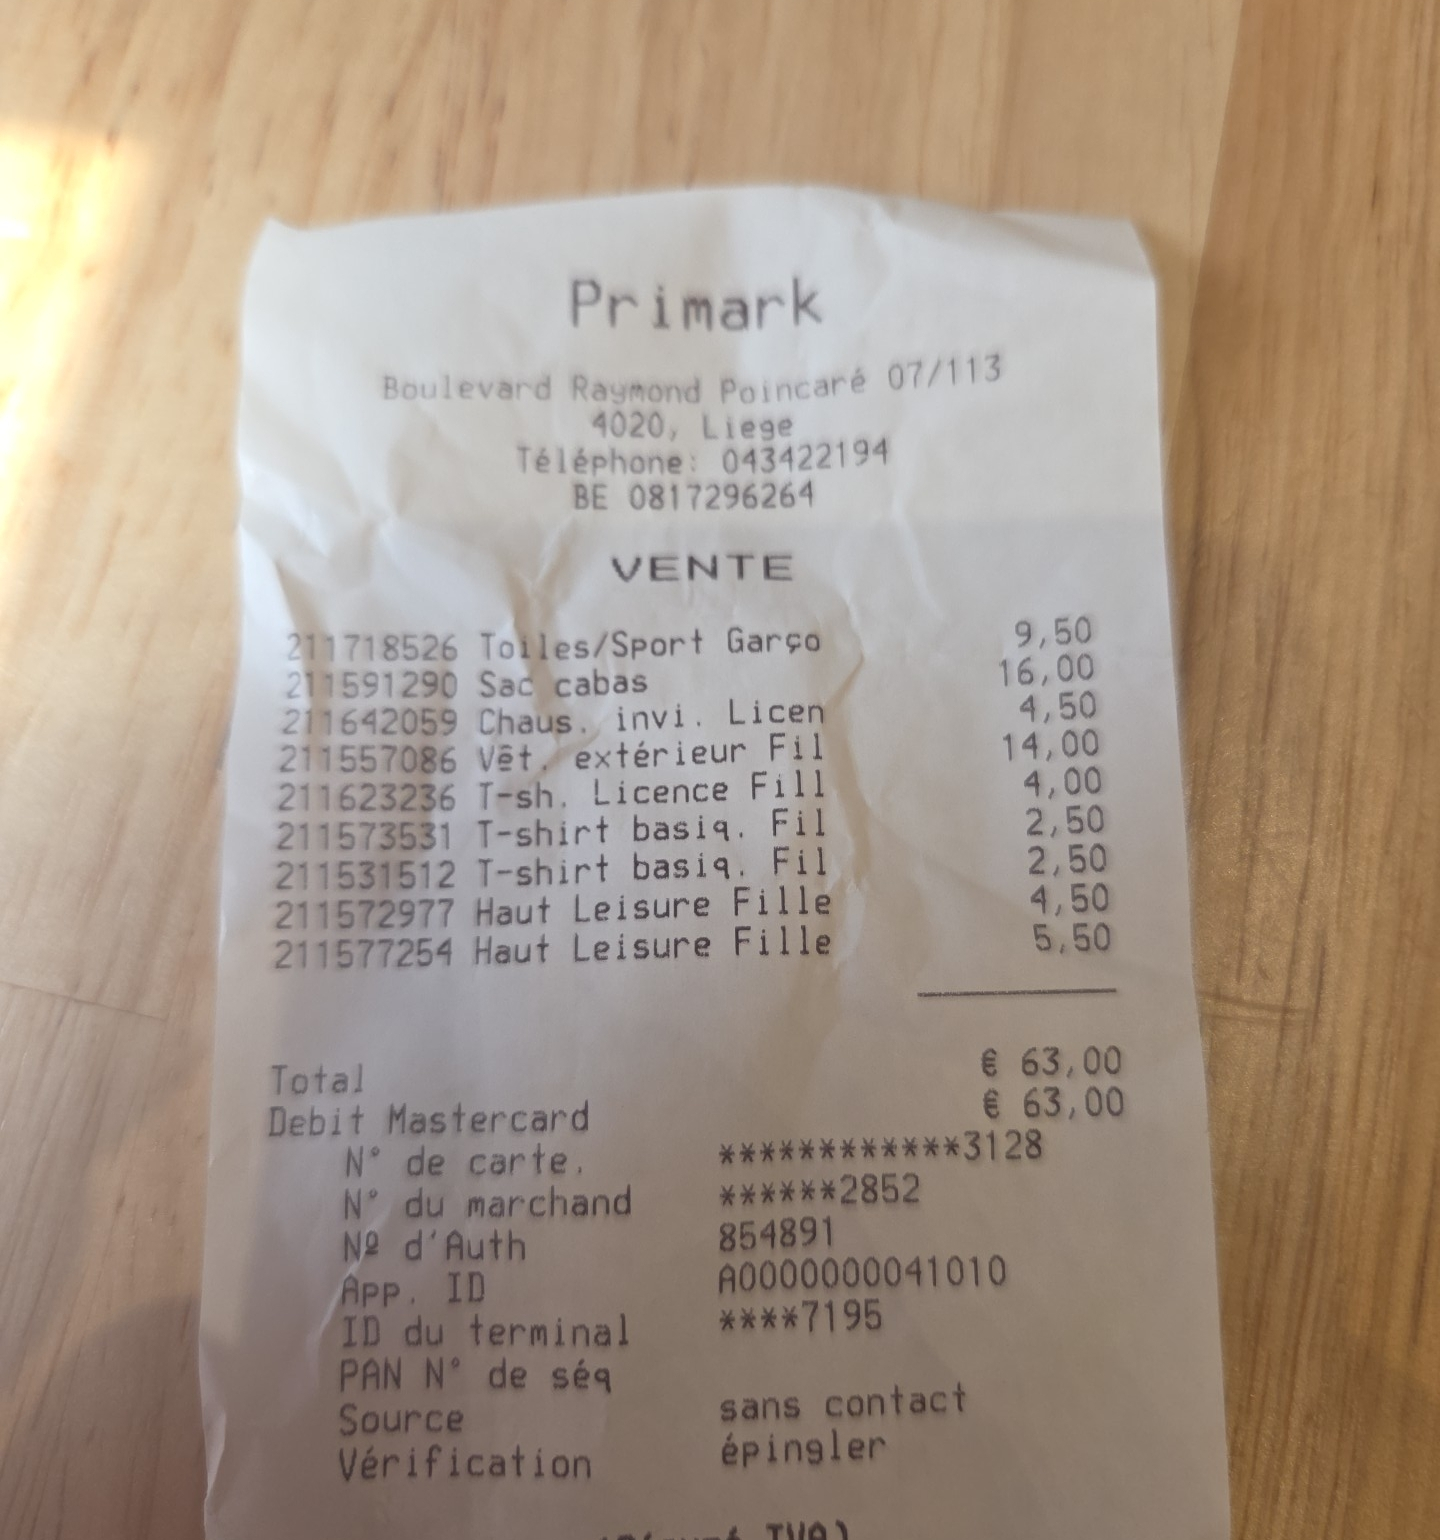 Primark
Boulevard Raymond Poincaré 07/113
4020, Liege
Téléphone: 043422194
BE 0817296264
VENTE
211718526 Toiles/Sport Garço 9,50
211591290 Sac cabas 16,00
211642059 Chaus. invi. Licen 4,50
211557086 Vêt. extérieur Fil 14,00
211623236 T-sh. Licence Fill 4,00
211573531 T-shirt basiq. Fil 2,50
211531512 T-shirt basiq. Fil 2,50
211572977 Haut Leisure Fille 4,50
211577254 Haut Leisure Fille 5,50
Total € 63,00
Debit Mastercard € 63,00
N° de carte. ************3128
N° du marchand ******2852
Nº d'Auth 854891
App. ID A0000000041010
ID du terminal ****7195
PAN N° de séq
Source sans contact
Vérification épingler
TVA)